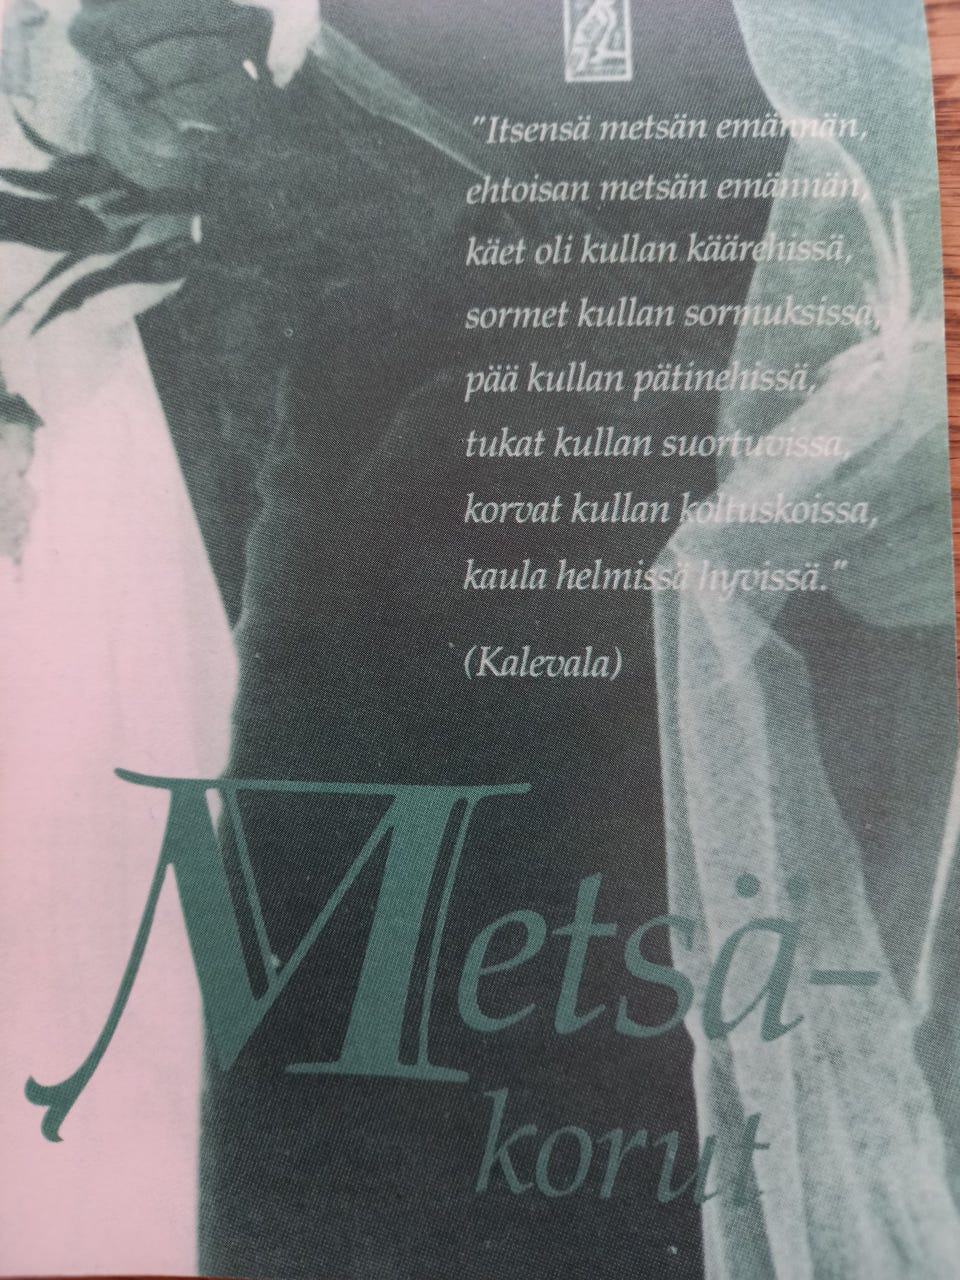 "Itsensä metsän emännän,
ehtoisan metsän emännän,
käet oli kullan käärehissä,
sormet kullan sormuksissa,
pää kullan pätinehissä,
tukat kullan suortuvissa,
korvat kullan koltuskoissa,
kaula helmissä hyvissä."
(Kalevala)
Metsä-
korut